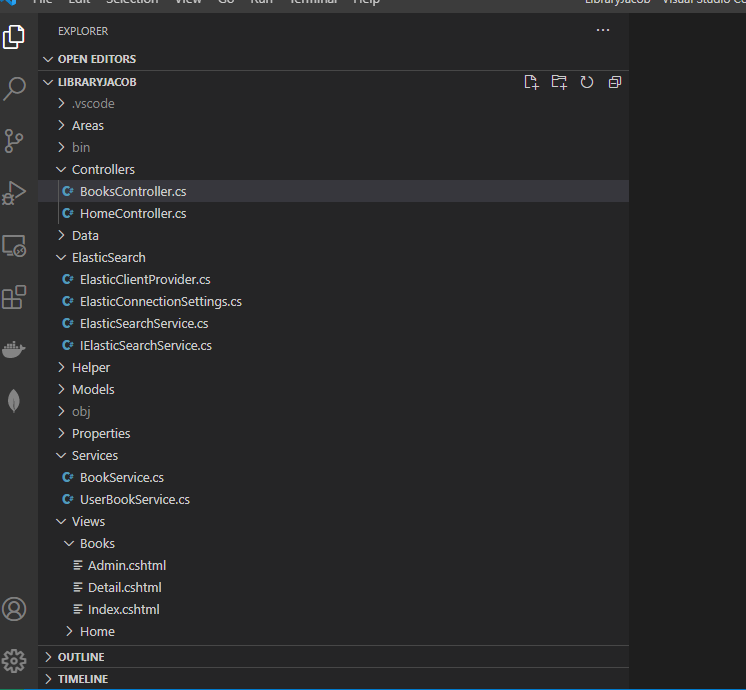 File Edit Selection View Go Run Terminal Help LibraryJacob - Visual Studio
EXPLORER
OPEN EDITORS
LIBRARYJACOB
.vscode
Areas
bin
Controllers
C# BooksController.cs
C# HomeController.cs
Data
ElasticSearch
C# ElasticClientProvider.cs
C# ElasticConnectionSettings.cs
C# ElasticSearchService.cs
C# IElasticSearchService.cs
Helper
Models
obj
Properties
Services
C# BookService.cs
C# UserBookService.cs
Views
Books
Admin.cshtml
Detail.cshtml
Index.cshtml
Home
OUTLINE
TIMELINE